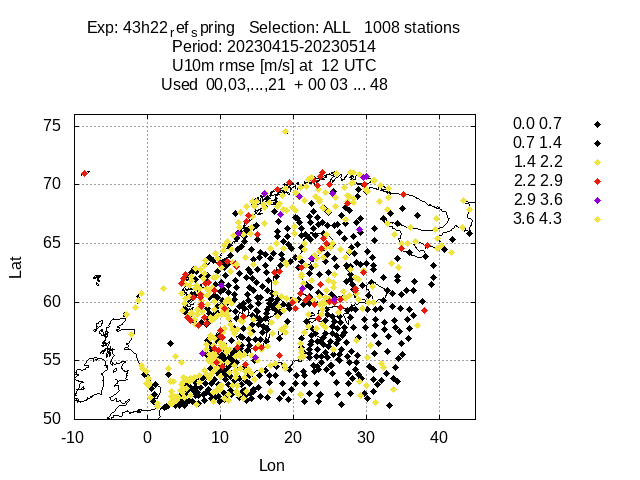 Exp: 43h22ref spring   Selection: ALL   1008 stations
Period: 20230415-20230514
U10m rmse [m/s] at  12 UTC
Used  00,03,...,21  + 00 03 ... 48
0.0 0.7
0.7 1.4
1.4 2.2
2.2 2.9
2.9 3.6
3.6 4.3
75
70
65
60
55
50
Lat
-10 0 10 20 30 40
Lon